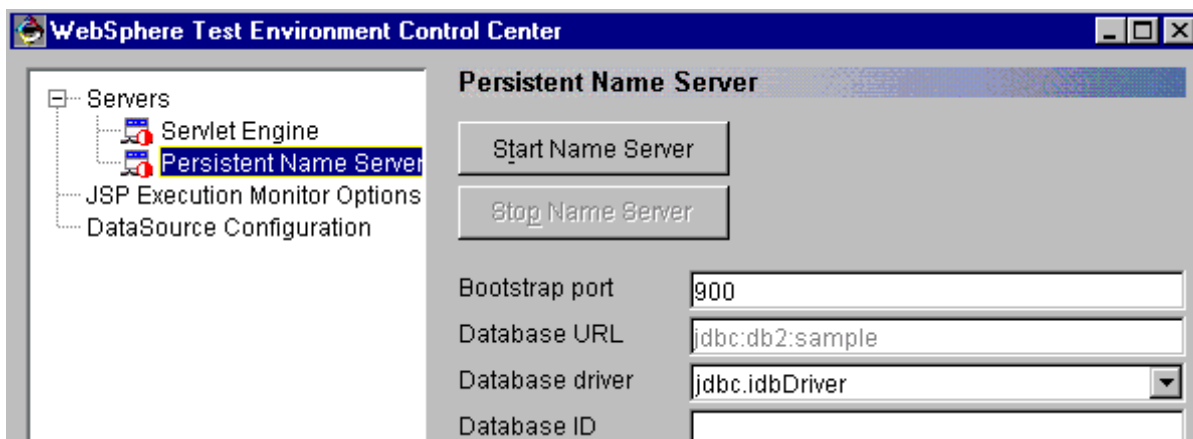 WebSphere Test Environment Control Center
Servers
Servlet Engine
Persistent Name Server
JSP Execution Monitor Options
DataSource Configuration
Persistent Name Server
Start Name Server
Stop Name Server
Bootstrap port 900
Database URL jdbc:db2:sample
Database driver jdbc.idbDriver
Database ID